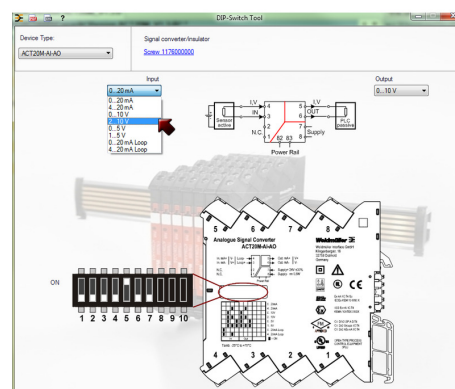 DIP-Switch Tool
Device Type:
ACT20M-AI-AO
Signal converter/insulator
Screw 1176000000
Input
0...20 mA
0...20 mA
4...20 mA
0...10 V
2...10 V
0...5 V
1...5 V
0...20 mA Loop
4...20 mA Loop
Output
0...10 V
Sensor
active
I,V
IN
N.C.
4
3
2
1
5
6
7
8
I,V
OUT
Supply
PLC
passive
82 83
Power Rail
5 6 7 8
Analogue Signal Converter
ACT20M-AI-AO
Weidmüller
Germany
ON
1 2 3 4 5 6 7 8 9 10
4 3 2 1